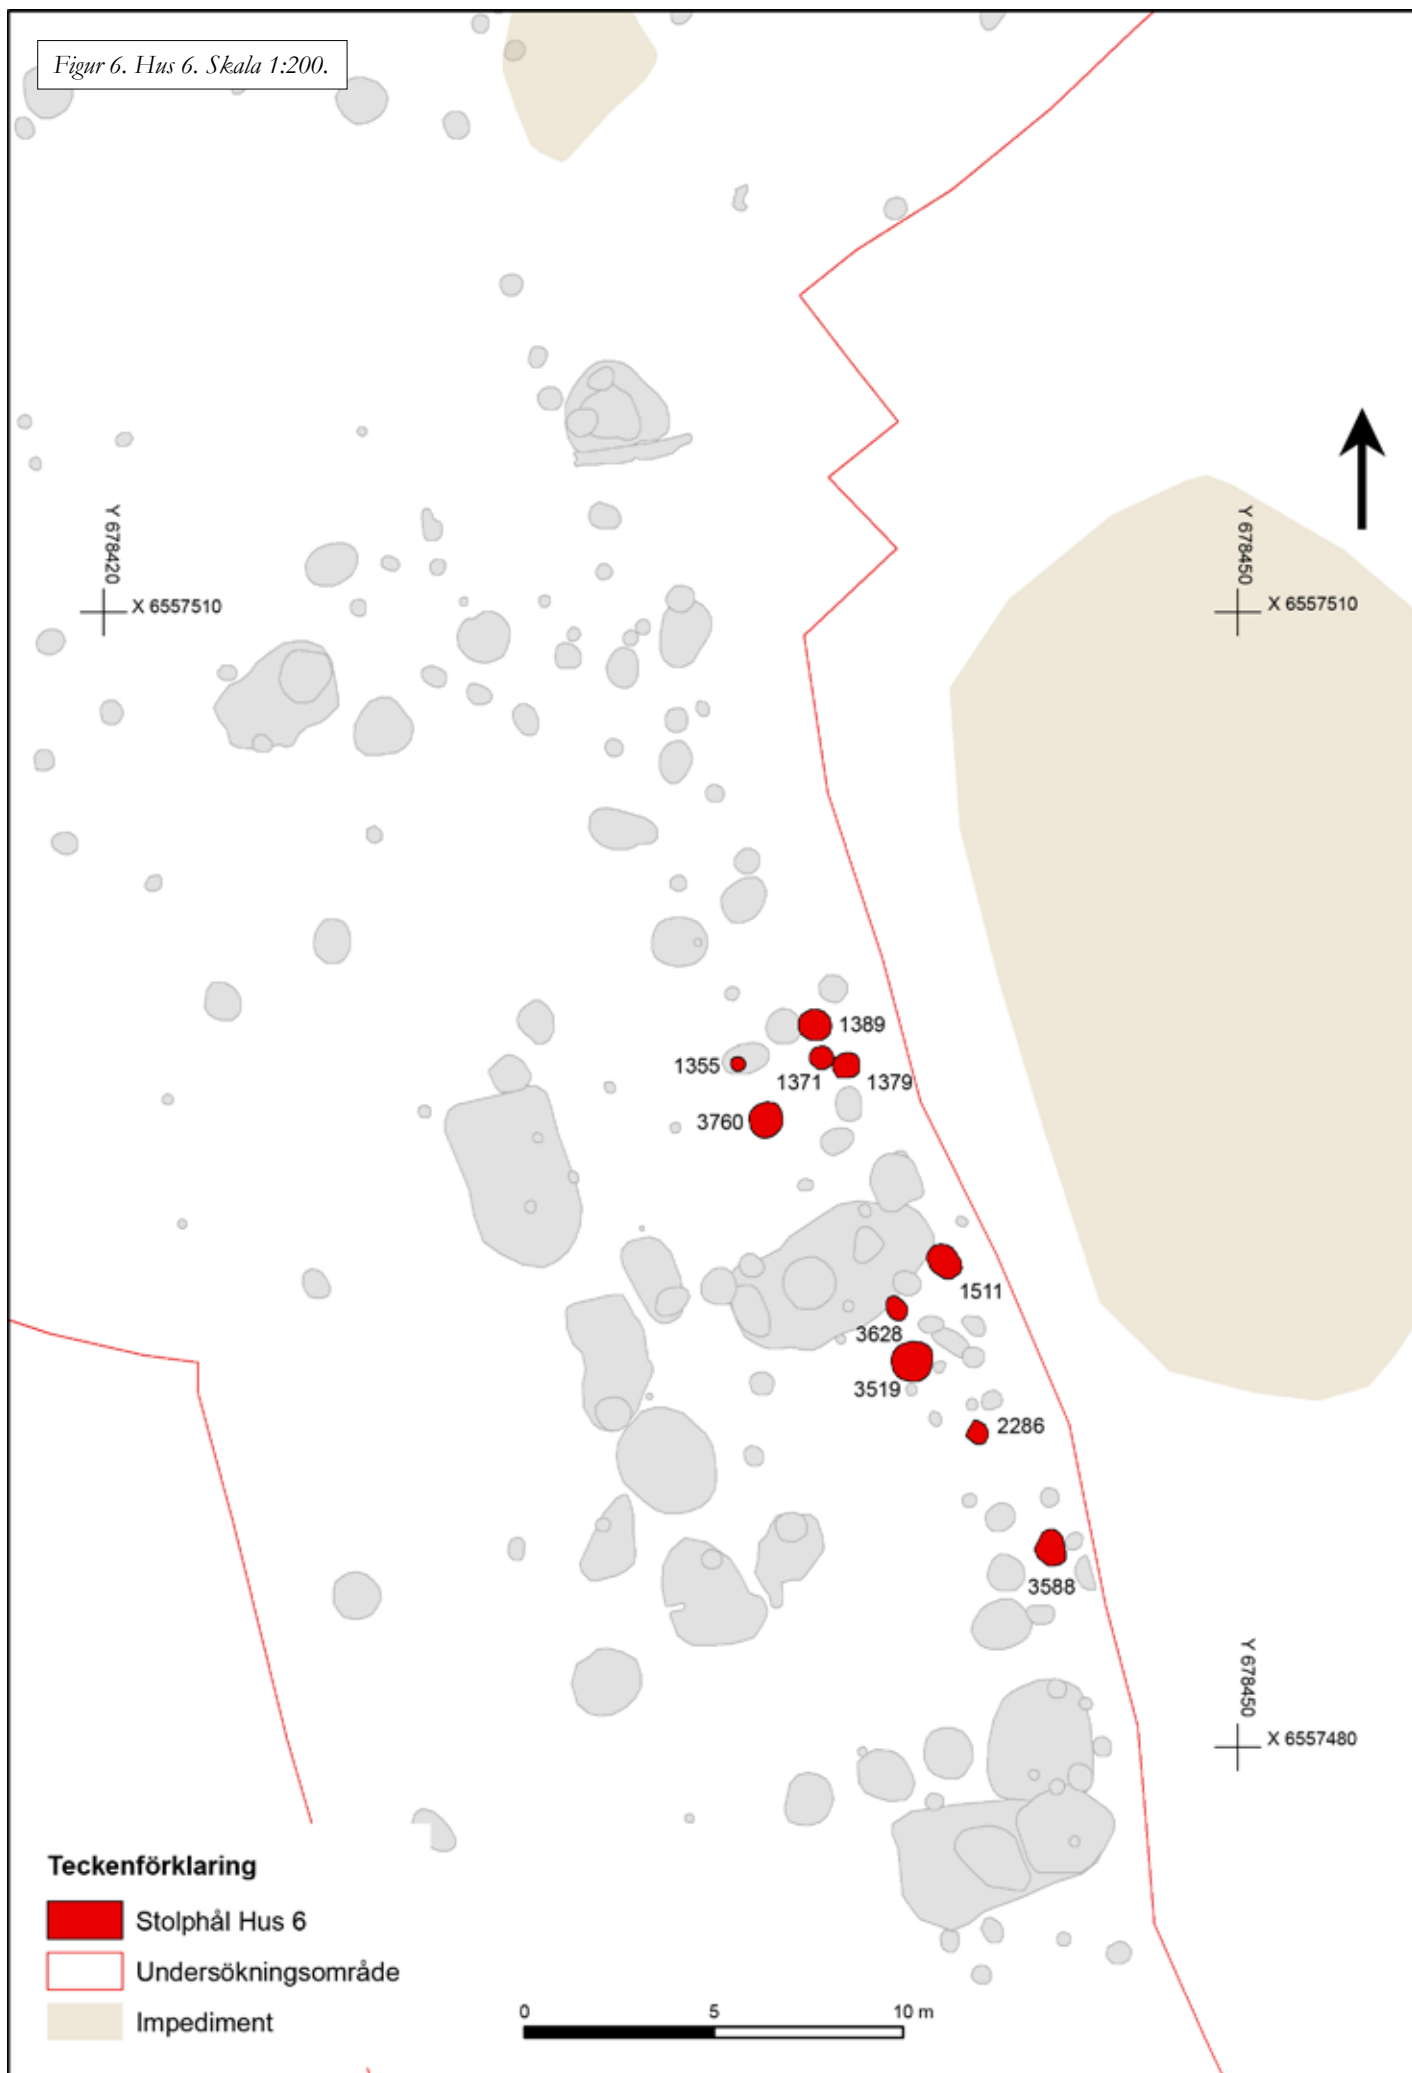 Figur 6. Hus 6. Skala 1:200.
Y 678420
X 6557510
Y 678450
X 6557510
1389
1355
1371
1379
3760
1511
3628
3519
2286
3588
Y 678450
X 6557480
Teckenförklaring
Stolphål Hus 6
Undersökningsområde
Impediment
0 5 10 m